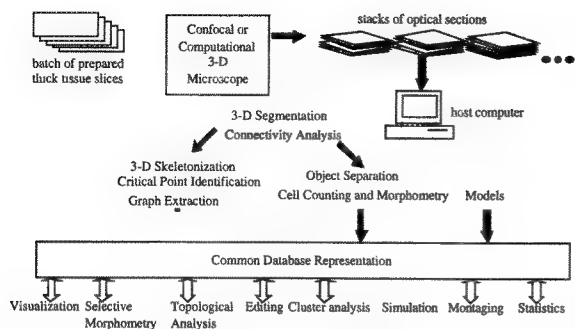 batch of prepared
thick tissue slices
Confocal or
Computational
3-D
Microscope
stacks of optical sections
host computer
3-D Segmentation
Connectivity Analysis
3-D Skeletonization
Critical Point Identification
Graph Extraction
Object Separation
Cell Counting and Morphometry
Models
Common Database Representation
Visualization
Selective
Morphometry
Topological
Analysis
Editing
Cluster analysis
Simulation
Montaging
Statistics